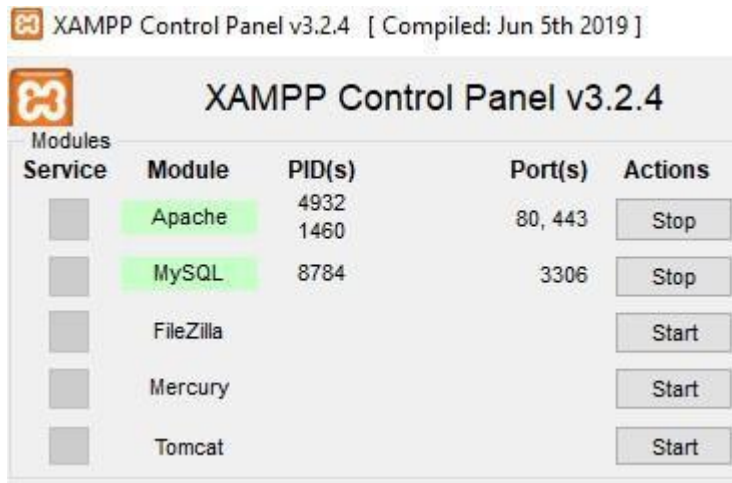 XAMPP Control Panel v3.2.4 [ Compiled: Jun 5th 2019 ]
XAMPP Control Panel v3.2.4
Modules
Service Module PID(s) Port(s) Actions
Apache 4932 1460 80, 443 Stop
MySQL 8784 3306 Stop
FileZilla Start
Mercury Start
Tomcat Start